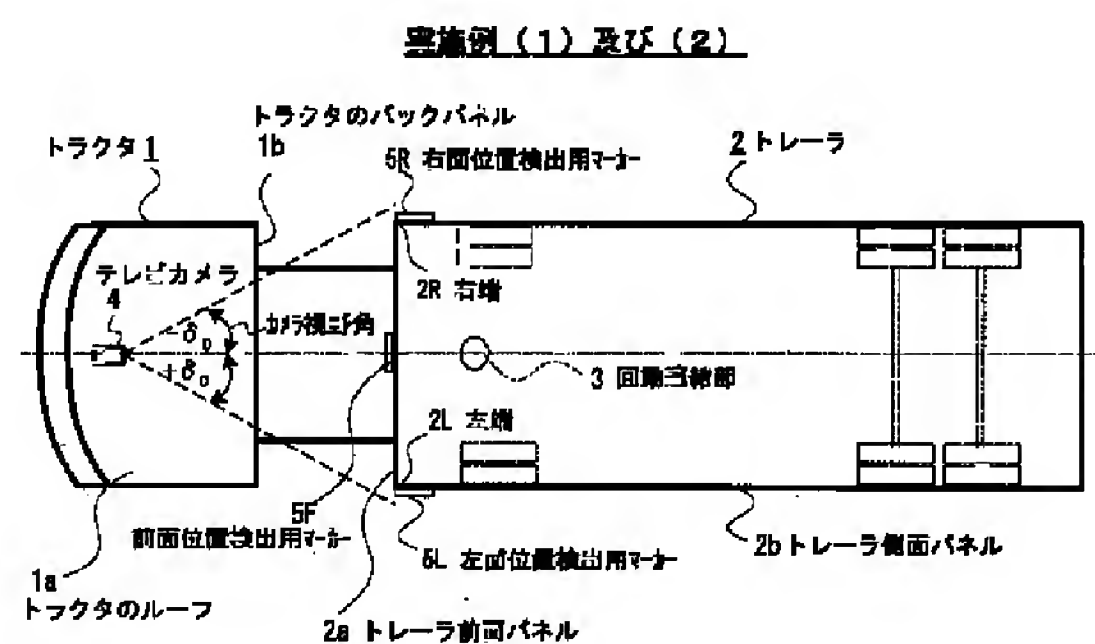 実施例(1)及び(2)
トラクタのバックパネル
1b
トラクタ 1
5R 右面位置検出用マーカー
2 トレーラ
テレビカメラ
4
2R 右端
-δ₀
カメラ視野角
+δ₀
3 回動連結部
2L 左端
5F
前面位置検出用マーカー
5L 左面位置検出用マーカー
2b トレーラ側面パネル
1a
トラクタのルーフ
2a トレーラ前面パネル